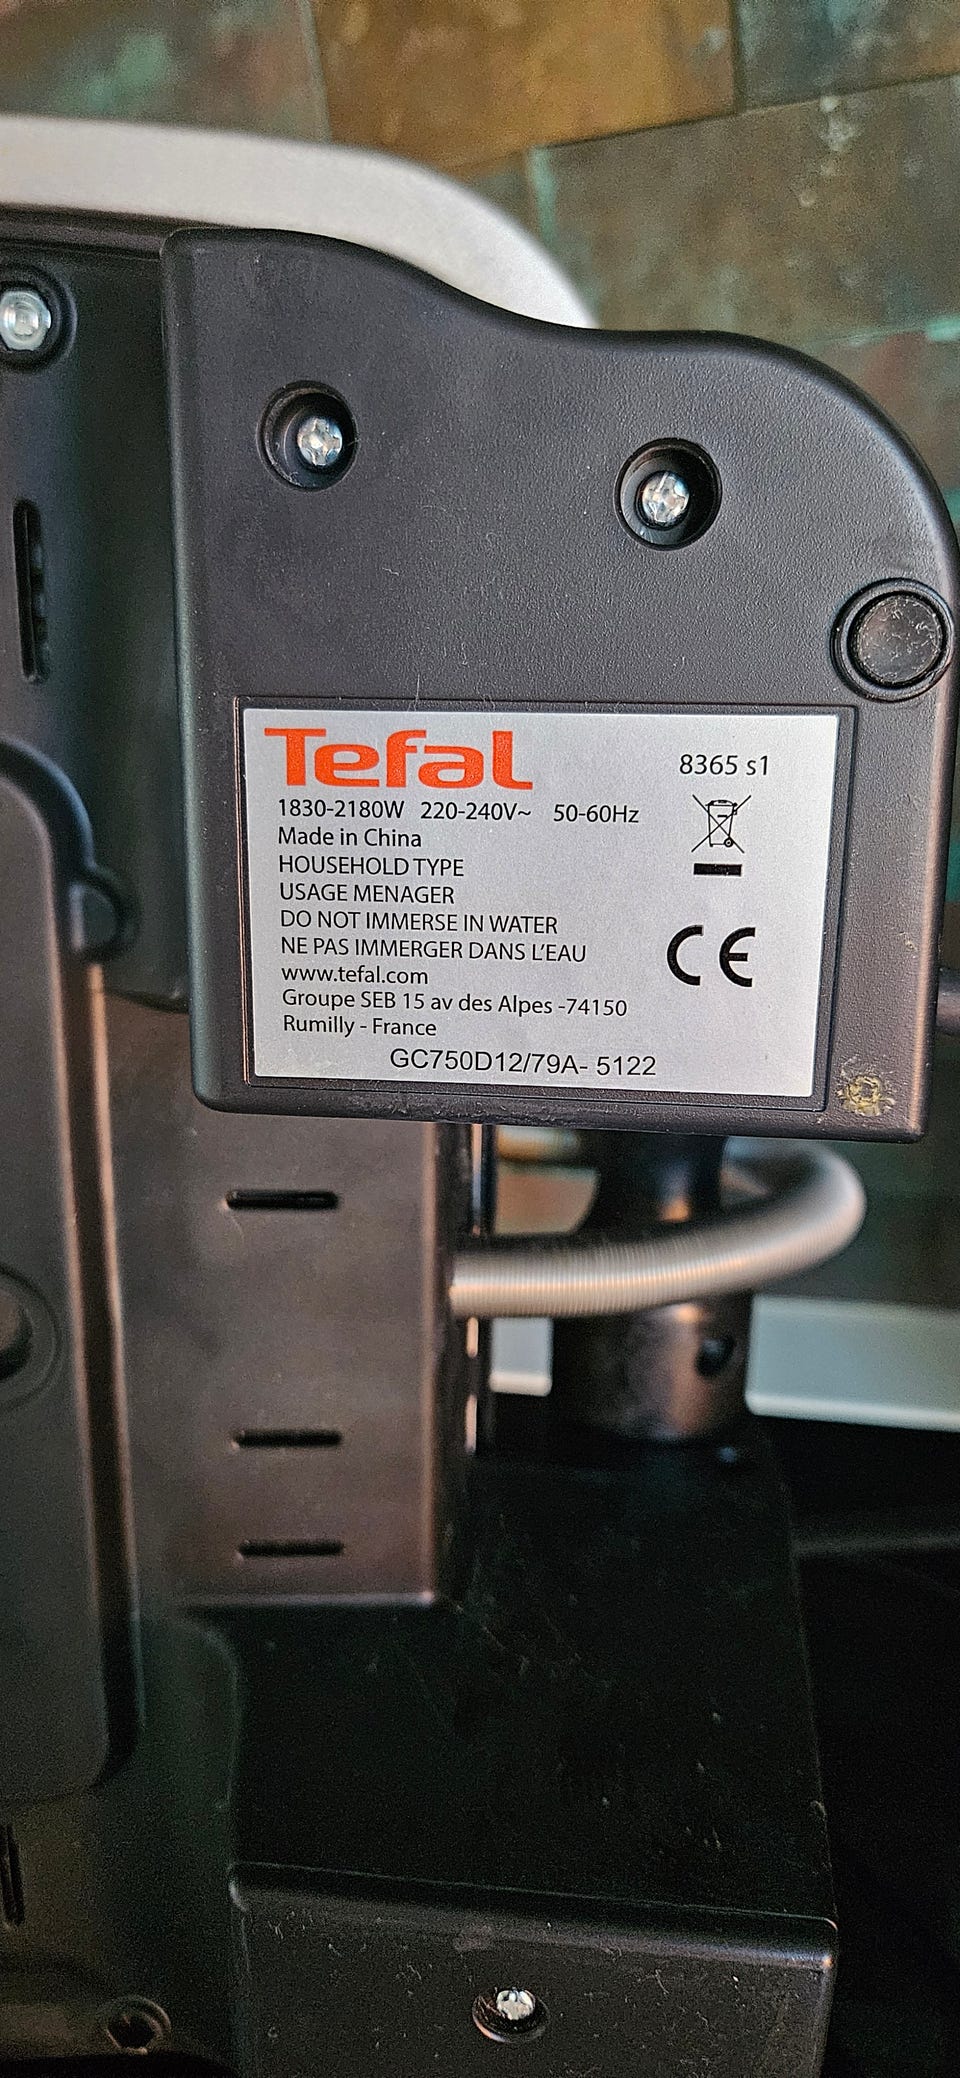 Tefal
8365 s1
1830-2180W 220-240V~ 50-60Hz
Made in China
HOUSEHOLD TYPE
USAGE MENAGER
DO NOT IMMERSE IN WATER
NE PAS IMMERGER DANS L'EAU
www.tefal.com
Groupe SEB 15 av des Alpes -74150
Rumilly - France
CE
GC750D12/79A- 5122